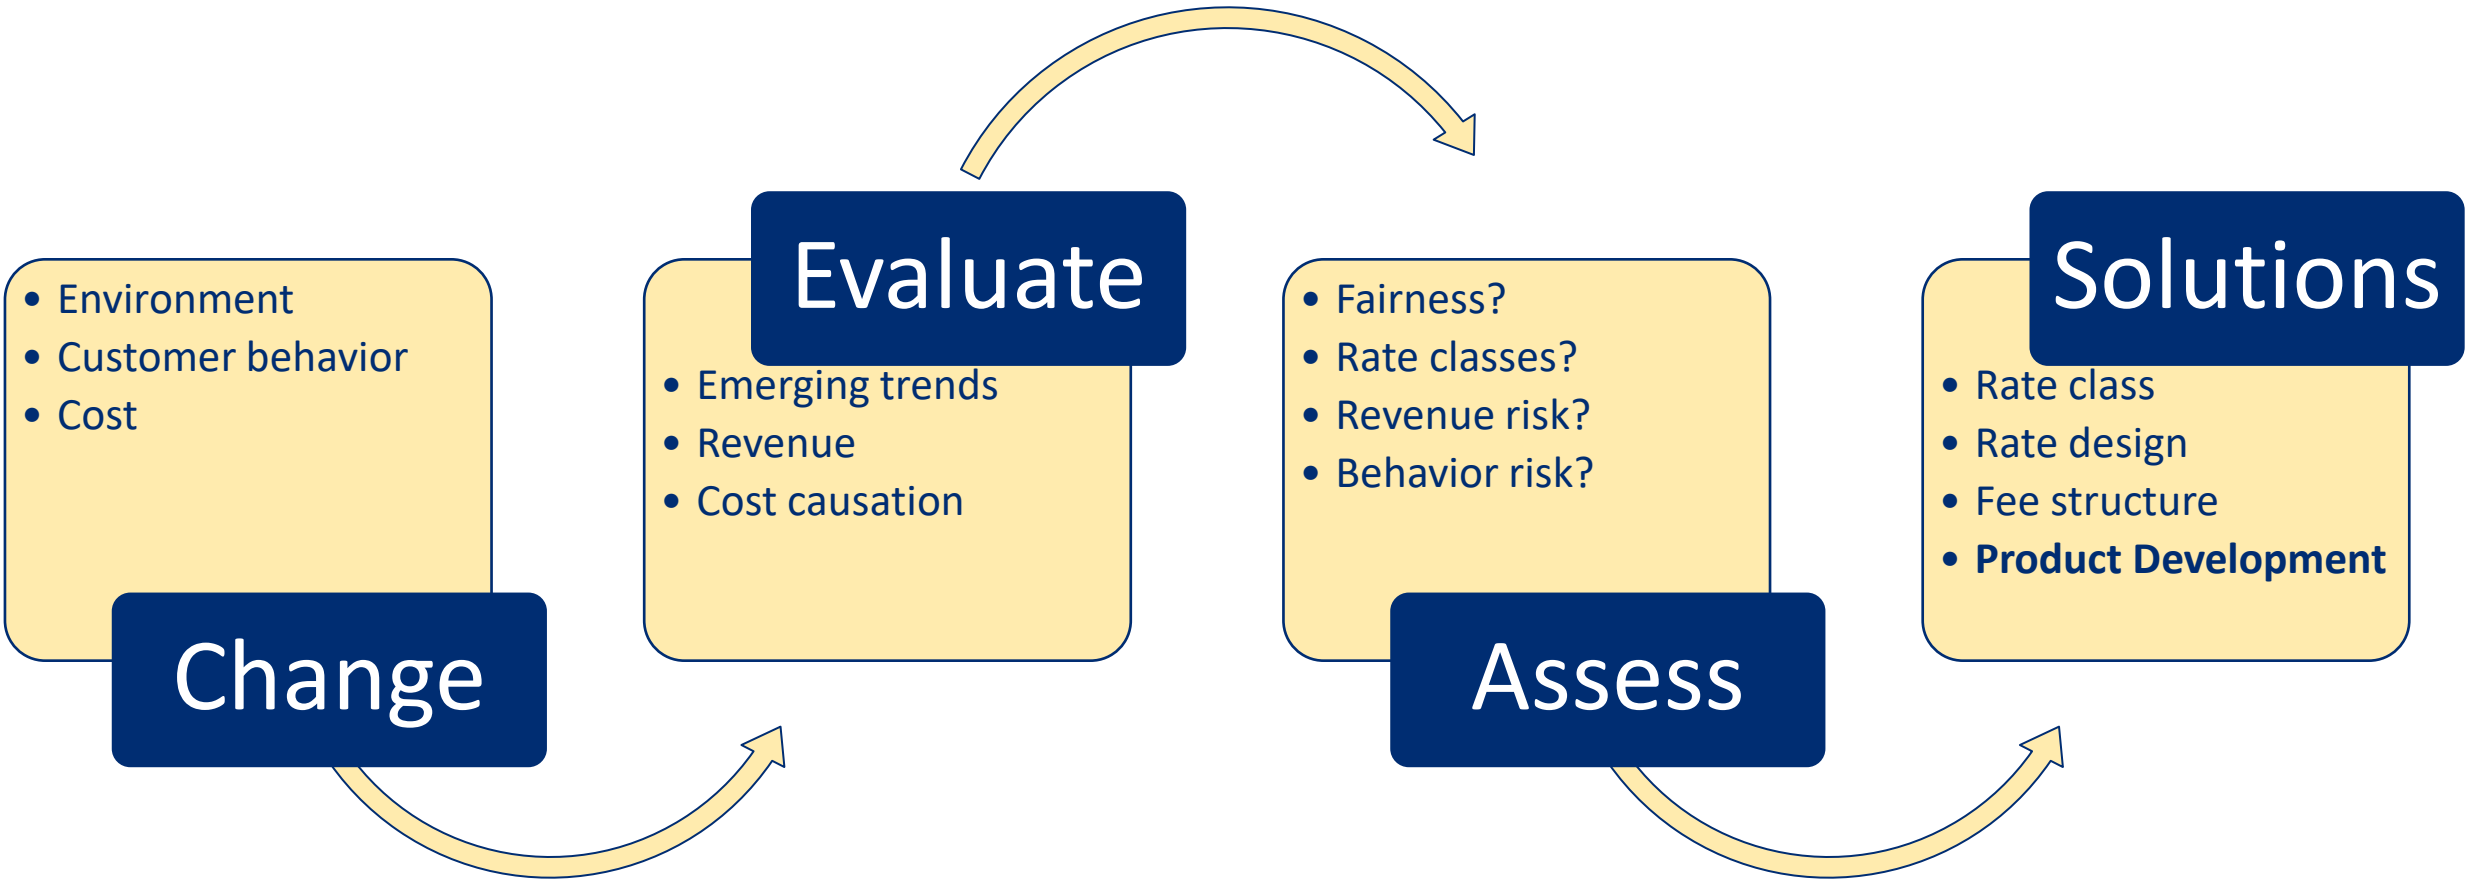 • Environment
• Customer behavior
• Cost
Change
Evaluate
• Emerging trends
• Revenue
• Cost causation
• Fairness?
• Rate classes?
• Revenue risk?
• Behavior risk?
Assess
Solutions
• Rate class
• Rate design
• Fee structure
• Product Development